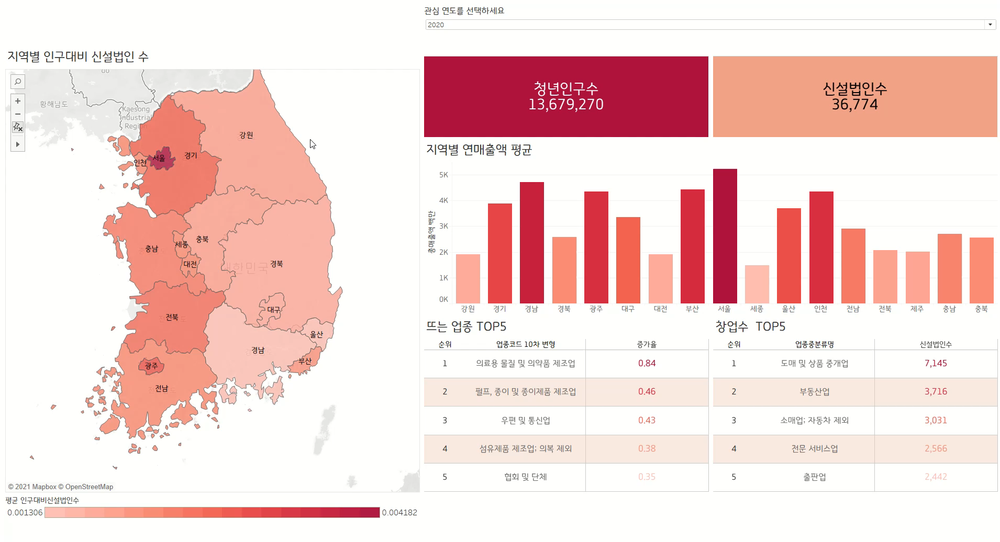 관심 연도를 선택하세요
2020
지역별 인구대비 신설법인 수
황해남도
Kaesong
Industrial
Region
강원
서울
경기
인천
충남
세종
충북
대전
대한민국
경북
대구
전북
울산
경남
부산
광주
전남
© 2021 Mapbox © OpenStreetMap
평균 인구대비신설법인수
0.001306
0.004182
청년인구수
13,679,270
신설법인수
36,774
지역별 연매출액 평균
총매출액 백만
5K
4K
3K
2K
1K
0K
강원 경기 경남 경북 광주 대구 대전 부산 서울 세종 울산 인천 전남 전북 제주 충남 충북
뜨는 업종 TOP5
순위 업종코드 10차 변형 증가율
1 의료용 물질 및 의약품 제조업 0.84
2 펄프, 종이 및 종이제품 제조업 0.46
3 우편 및 통신업 0.43
4 섬유제품 제조업; 의복 제외 0.38
5 협회 및 단체 0.35
창업수 TOP5
순위 업종중분류명 신설법인수
1 도매 및 상품 중개업 7,145
2 부동산업 3,716
3 소매업; 자동차 제외 3,031
4 전문 서비스업 2,566
5 출판업 2,442